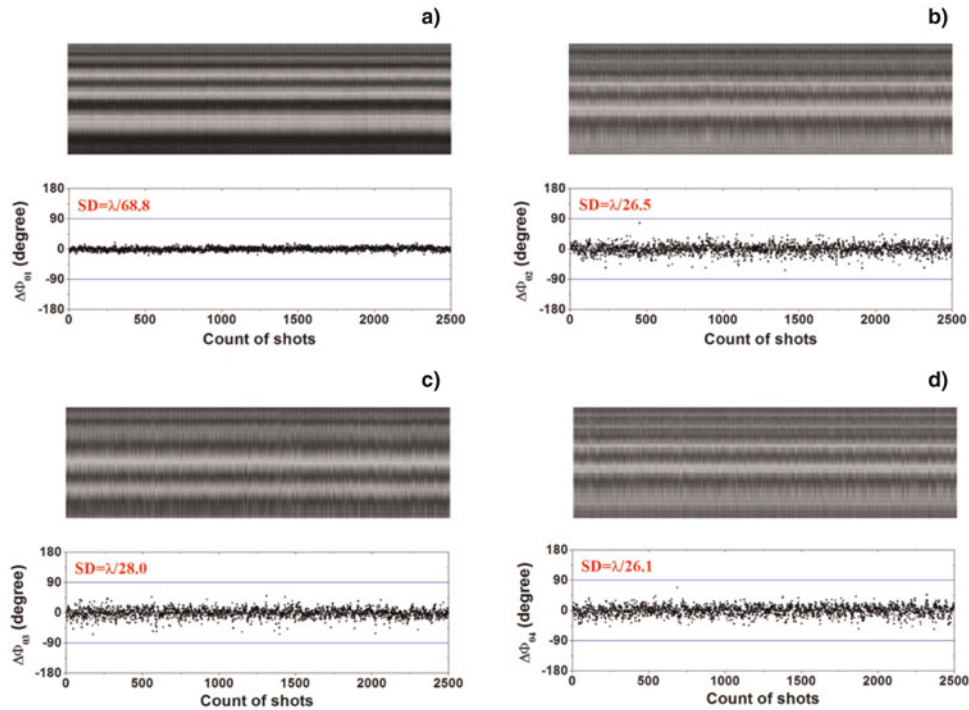 a)
180
90
0
-90
-180
SD=λ/68.8
ΔΦ₀₁ (degree)
0 500 1000 1500 2000 2500
Count of shots
b)
180
90
0
-90
-180
SD=λ/26.5
ΔΦ₀₂ (degree)
0 500 1000 1500 2000 2500
Count of shots
c)
180
90
0
-90
-180
SD=λ/28.0
ΔΦ₀₃ (degree)
0 500 1000 1500 2000 2500
Count of shots
d)
180
90
0
-90
-180
SD=λ/26.1
ΔΦ₀₄ (degree)
0 500 1000 1500 2000 2500
Count of shots